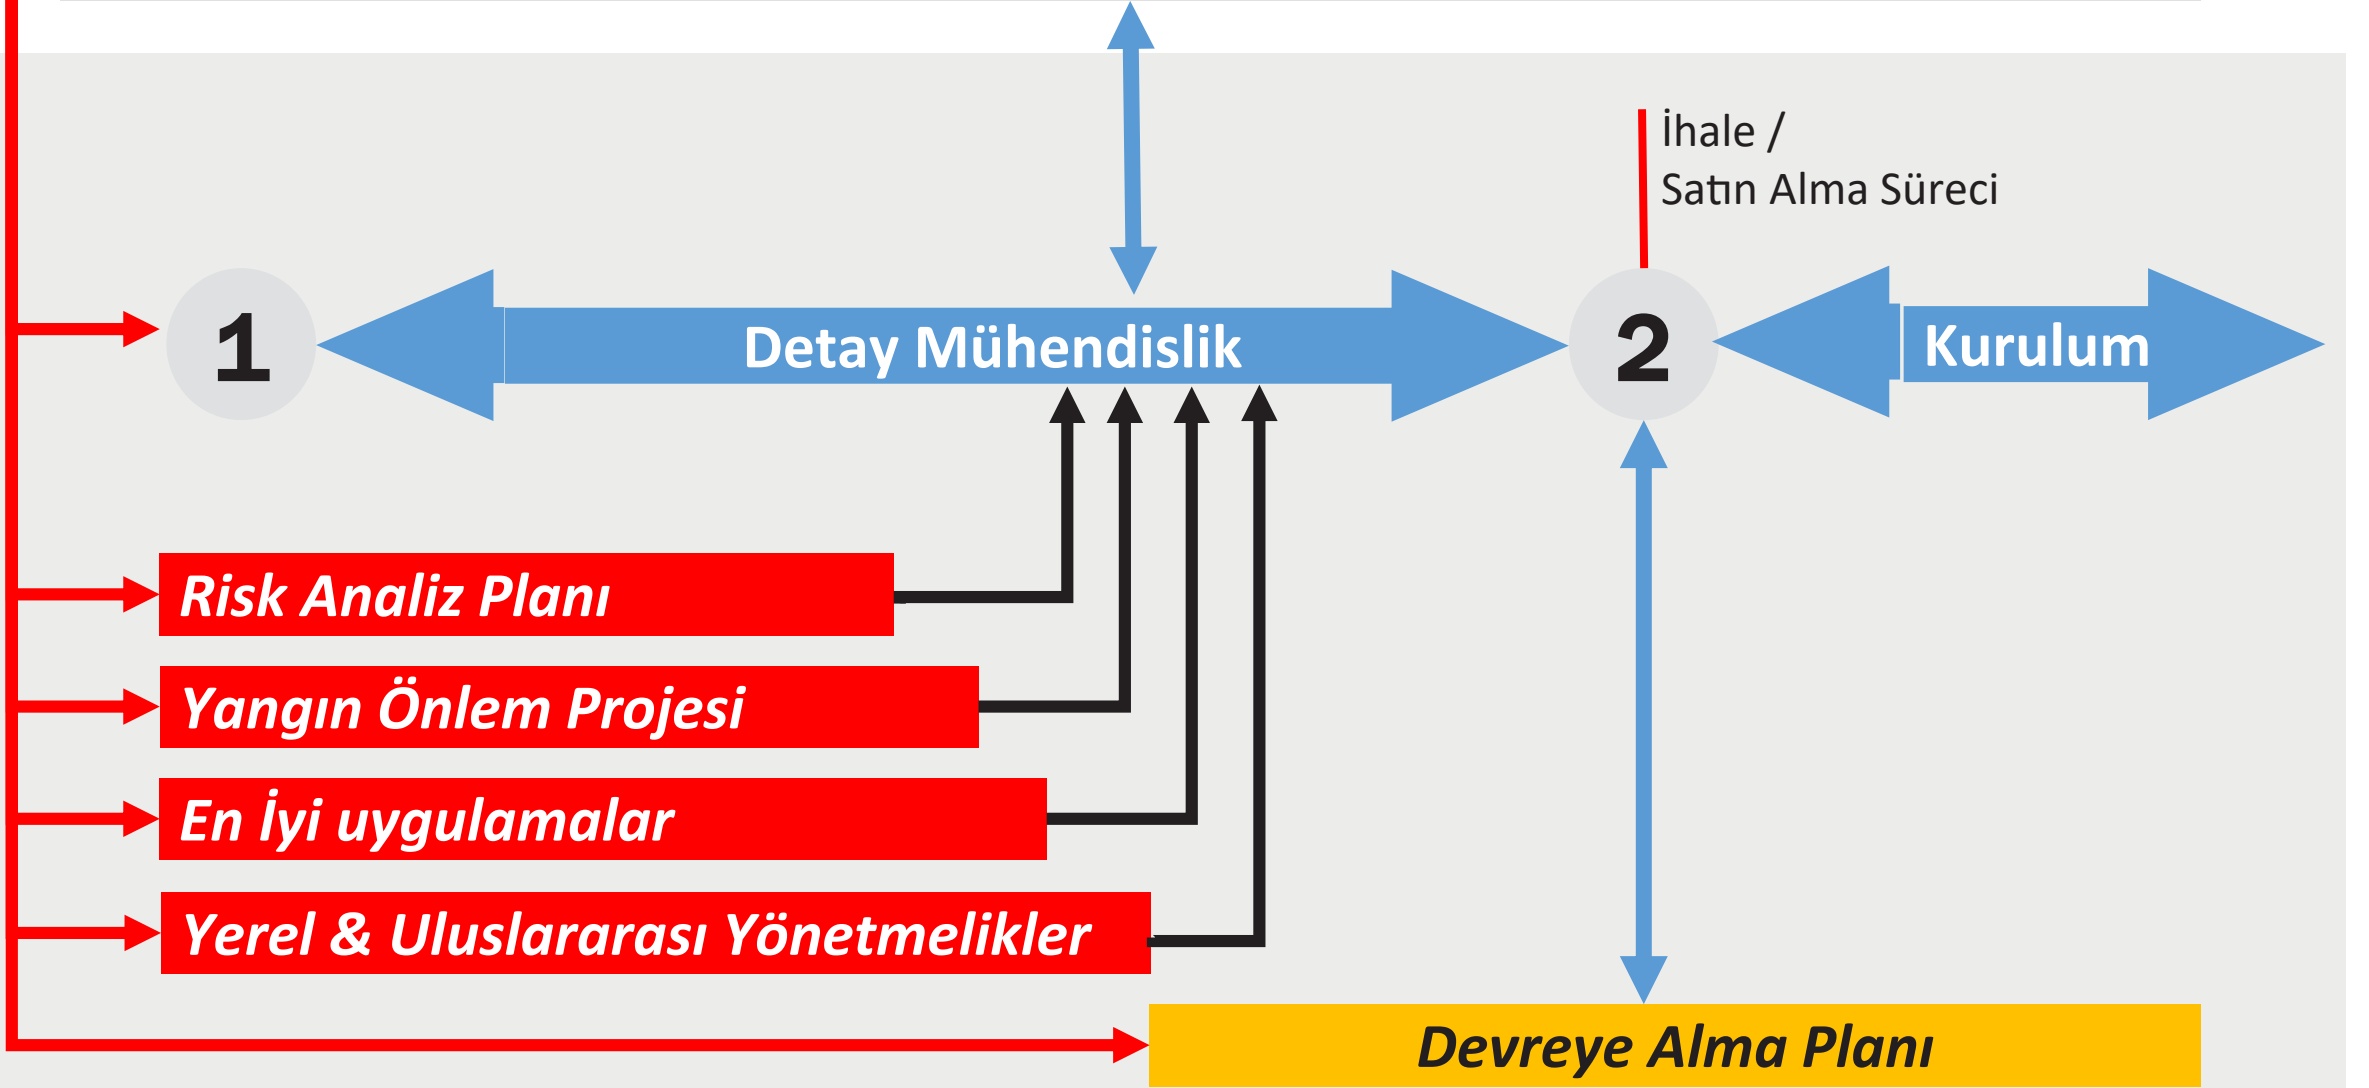 İhale /
Satın Alma Süreci
1
Detay Mühendislik
2
Kurulum
Risk Analiz Planı
Yangın Önlem Projesi
En İyi uygulamalar
Yerel & Uluslararası Yönetmelikler
Devreye Alma Planı